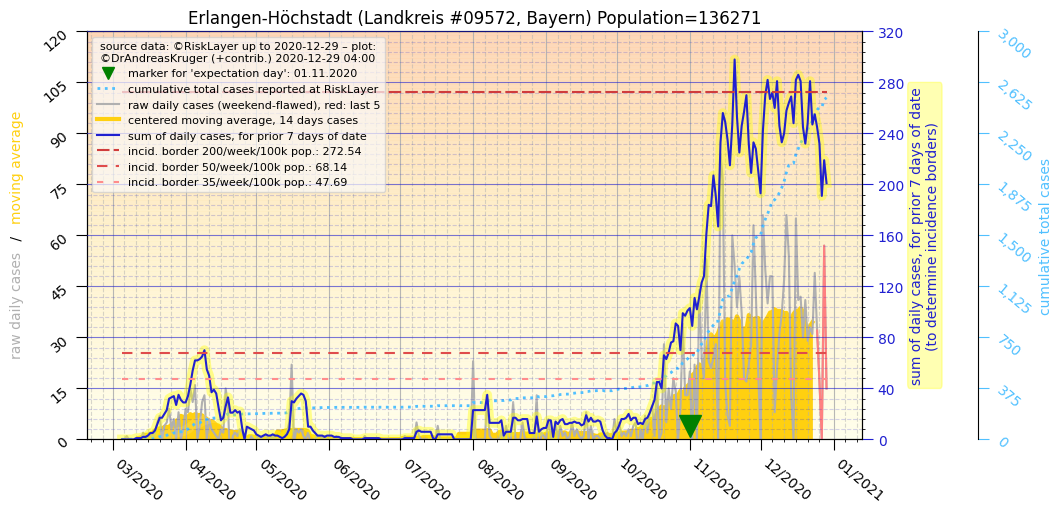 Erlangen-Höchstadt (Landkreis #09572, Bayern) Population=136271
source data: ©RiskLayer up to 2020-12-29 – plot:
©DrAndreasKruger (+contrib.) 2020-12-29 04:00
marker for 'expectation day': 01.11.2020
cumulative total cases reported at RiskLayer
raw daily cases (weekend-flawed), red: last 5
centered moving average, 14 days cases
sum of daily cases, for prior 7 days of date
incid. border 200/week/100k pop.: 272.54
incid. border 50/week/100k pop.: 68.14
incid. border 35/week/100k pop.: 47.69
raw daily cases / moving average
120
105
90
75
60
45
30
15
0
03/2020
04/2020
05/2020
06/2020
07/2020
08/2020
09/2020
10/2020
11/2020
12/2020
01/2021
320
280
240
200
160
120
80
40
0
sum of daily cases, for prior 7 days of date
(to determine incidence borders)
3,000
2,625
2,250
1,875
1,500
1,125
750
375
0
cumulative total cases